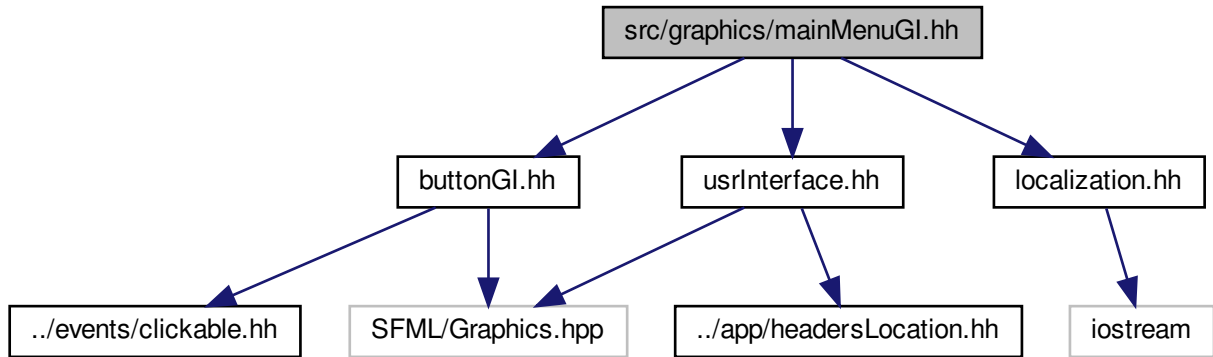 src/graphics/mainMenuGI.hh
buttonGI.hh
usrInterface.hh
localization.hh
../events/clickable.hh
SFML/Graphics.hpp
../app/headersLocation.hh
iostream